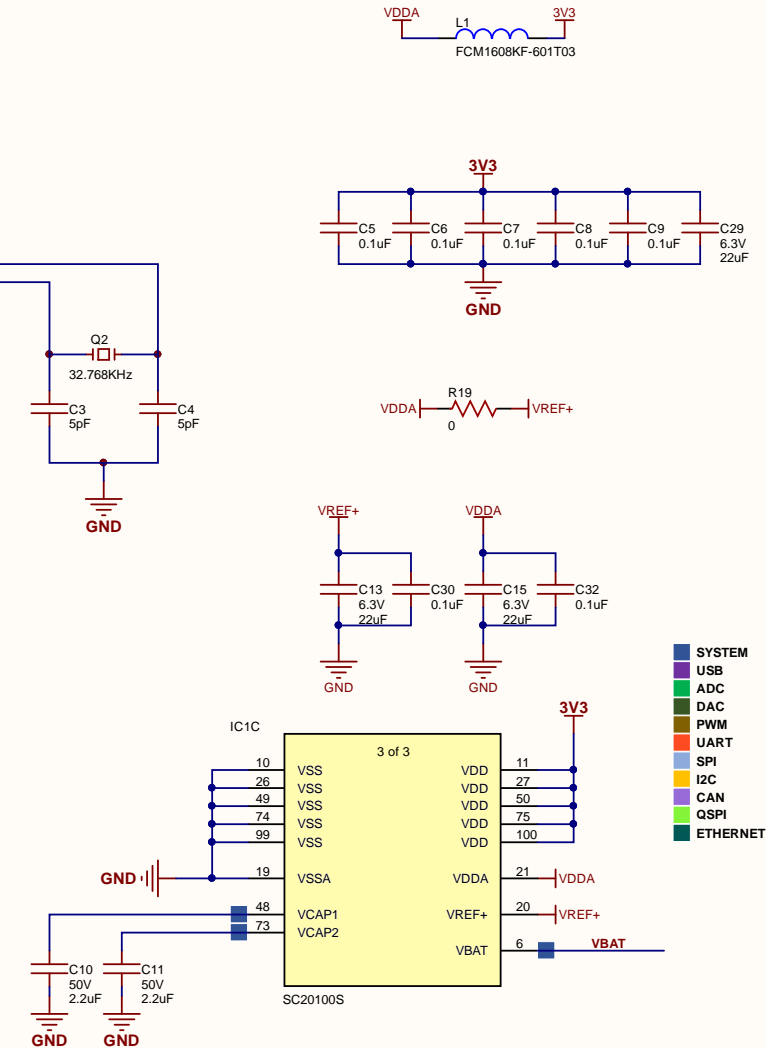 VDDA
L1
3V3
FCM1608KF-601T03
3V3
C5
0.1uF
C6
0.1uF
C7
0.1uF
C8
0.1uF
C9
0.1uF
C29
6.3V
22uF
GND
Q2
32.768KHz
C3
5pF
C4
5pF
GND
R19
VDDA
VREF+
0
VREF+
VDDA
C13
6.3V
22uF
C30
0.1uF
C15
6.3V
22uF
C32
0.1uF
GND
GND
SYSTEM
USB
ADC
DAC
PWM
UART
SPI
I2C
CAN
QSPI
ETHERNET
3V3
IC1C
3 of 3
10 VSS VDD 11
26 VSS VDD 27
49 VSS VDD 50
74 VSS VDD 75
99 VSS VDD 100
GND 19 VSSA VDDA 21 VDDA
48 VCAP1 VREF+ 20 VREF+
73 VCAP2
VBAT 6 VBAT
C10
50V
2.2uF
C11
50V
2.2uF
SC20100S
GND
GND